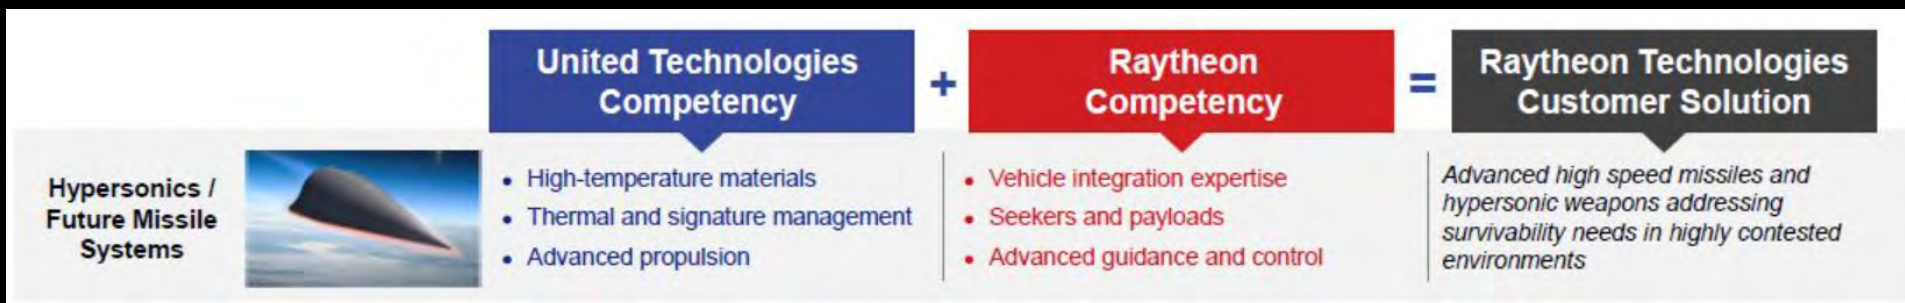 United Technologies
Competency
+
Raytheon
Competency
=
Raytheon Technologies
Customer Solution
Hypersonics /
Future Missile
Systems
• High-temperature materials
• Thermal and signature management
• Advanced propulsion
• Vehicle integration expertise
• Seekers and payloads
• Advanced guidance and control
Advanced high speed missiles and
hypersonic weapons addressing
survivability needs in highly contested
environments